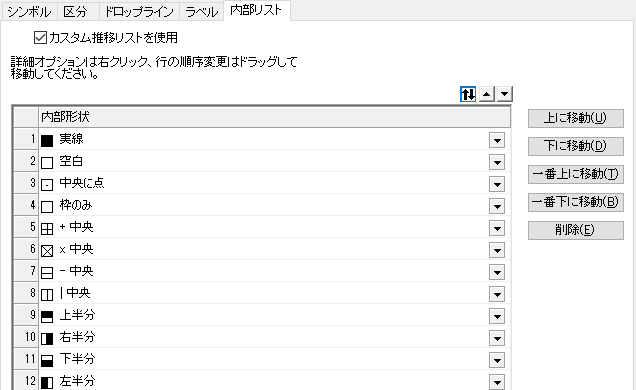 シンボル 区分 ドロップライン ラベル 内部リスト
カスタム推移リストを使用
詳細オプションは右クリック、行の順序変更はドラッグして
移動してください。
内部形状
1 実線
2 空白
3 中央に点
4 枠のみ
5 + 中央
6 x 中央
7 - 中央
8 | 中央
9 上半分
10 右半分
11 下半分
12 左半分
上に移動(U)
下に移動(D)
一番上に移動(T)
一番下に移動(B)
削除(E)